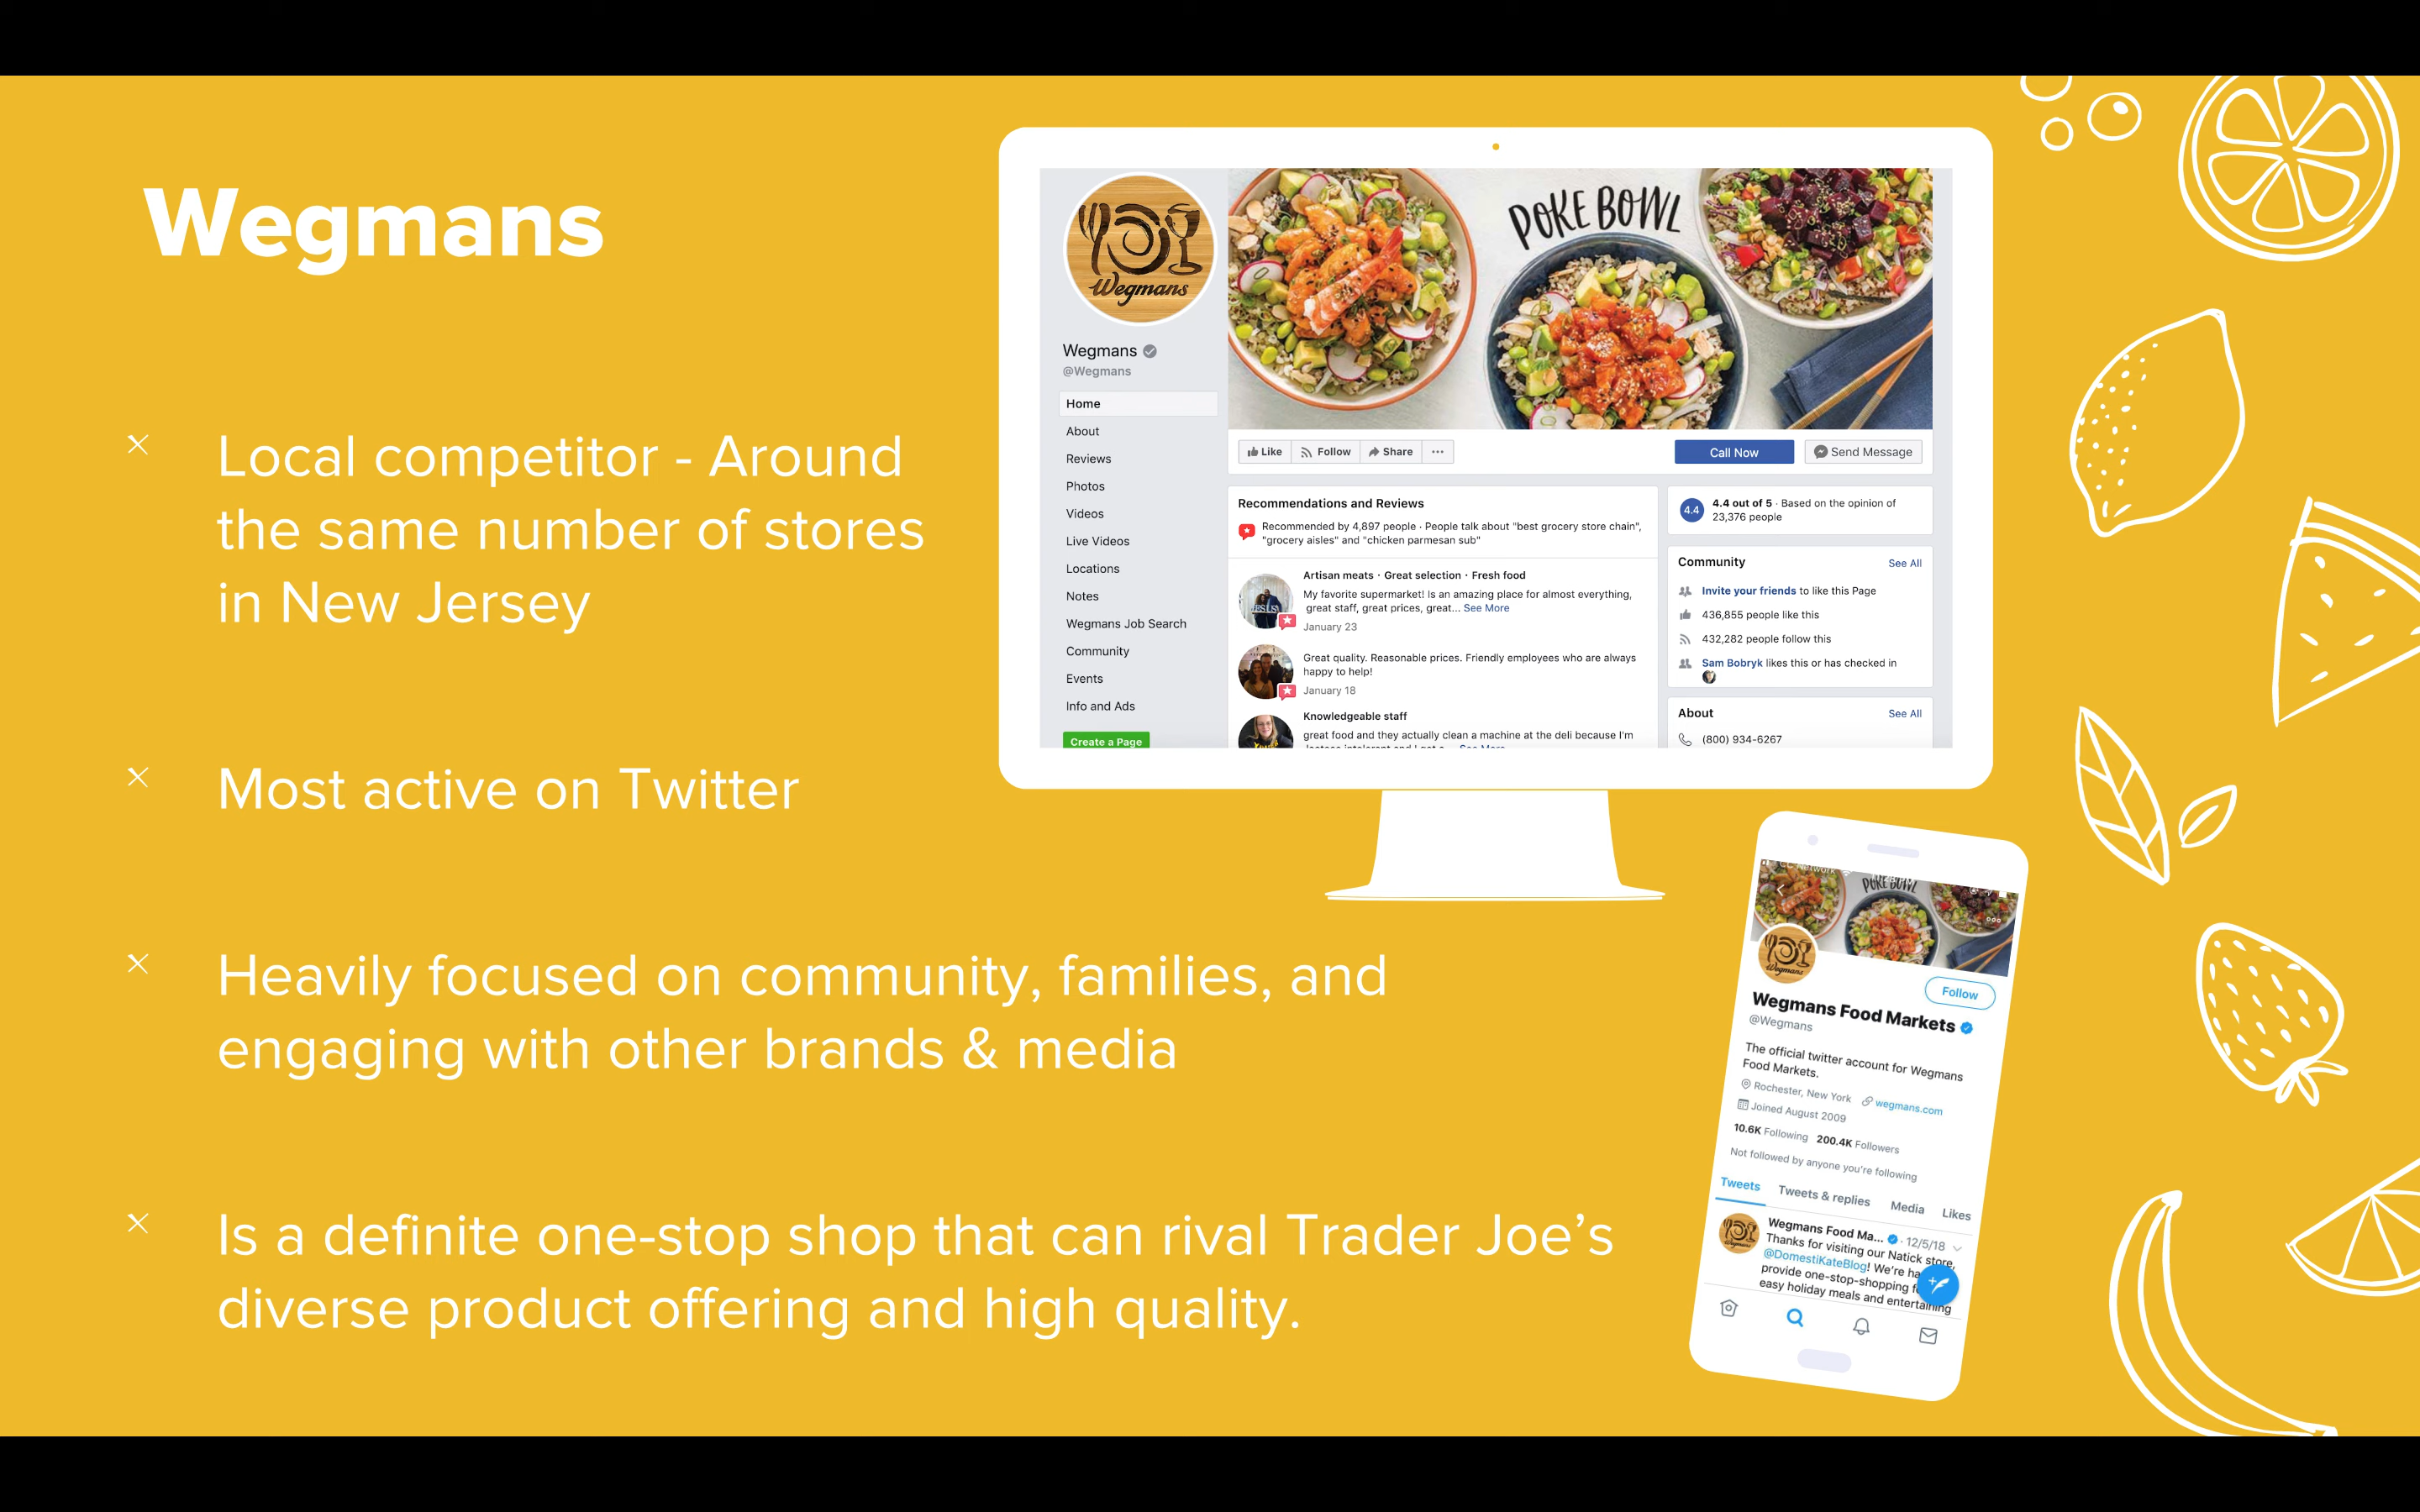 Wegmans
Local competitor - Around
the same number of stores
in New Jersey
Most active on Twitter
Heavily focused on community, families, and
engaging with other brands & media
Is a definite one-stop shop that can rival Trader Joe’s
diverse product offering and high quality.
Wegmans
POKE BOWL
Wegmans
@Wegmans
Home
About
Reviews
Photos
Videos
Live Videos
Locations
Notes
Wegmans Job Search
Community
Events
Info and Ads
Create a Page
Like Follow Share ...
Call Now Send Message
Recommendations and Reviews
Recommended by 4,897 people · People talk about "best grocery store chain",
"grocery aisles" and "chicken parmesan sub"
Artisan meats · Great selection · Fresh food
My favorite supermarket! Is an amazing place for almost everything,
great staff, great prices, great... See More
January 23
Great quality. Reasonable prices. Friendly employees who are always
happy to help!
January 18
Knowledgeable staff
great food and they actually clean a machine at the deli because I'm
4.4
4.4 out of 5 · Based on the opinion of
23,376 people
Community See All
Invite your friends to like this Page
436,855 people like this
432,282 people follow this
Sam Bobryk likes this or has checked in
About See All
(800) 934-6267
POKE BOWL
Wegmans
Follow
Wegmans Food Markets
@Wegmans
The official twitter account for Wegmans
Food Markets.
Rochester, New York wegmans.com
Joined August 2009
10.6K Following 200.4K Followers
Not followed by anyone you’re following
Tweets Tweets & replies Media Likes
Wegmans Food Ma... · 12/5/18
Thanks for visiting our Natick store,
@DomestiKateBlog! We’re ha
provide one-stop-shopping f
easy holiday meals and entertaining